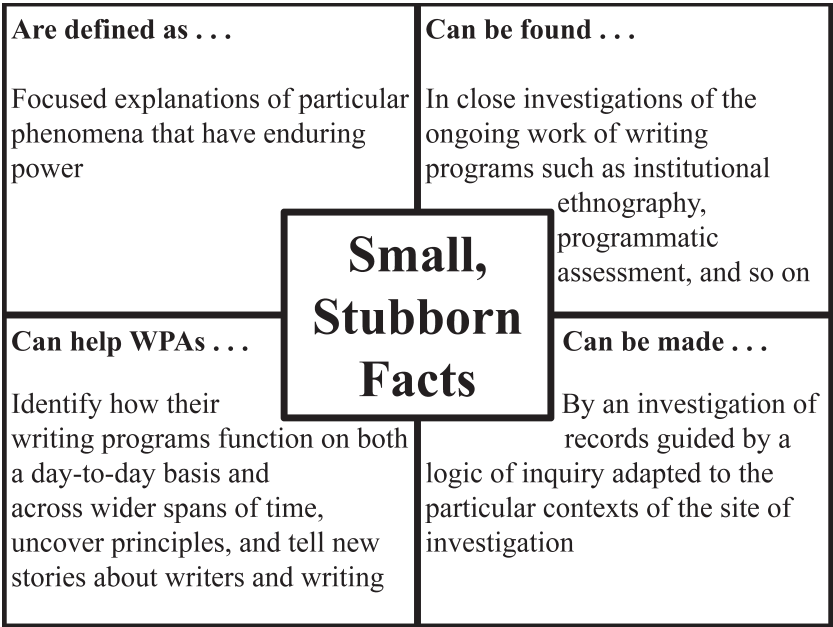 Are defined as . . .
Focused explanations of particular
phenomena that have enduring
power
Can be found . . .
In close investigations of the
ongoing work of writing
programs such as institutional
ethnography,
programmatic
assessment, and so on
Small,
Stubborn
Facts
Can help WPAs . . .
Identify how their
writing programs function on both
a day-to-day basis and
across wider spans of time,
uncover principles, and tell new
stories about writers and writing
Can be made . . .
By an investigation of
records guided by a
logic of inquiry adapted to the
particular contexts of the site of
investigation